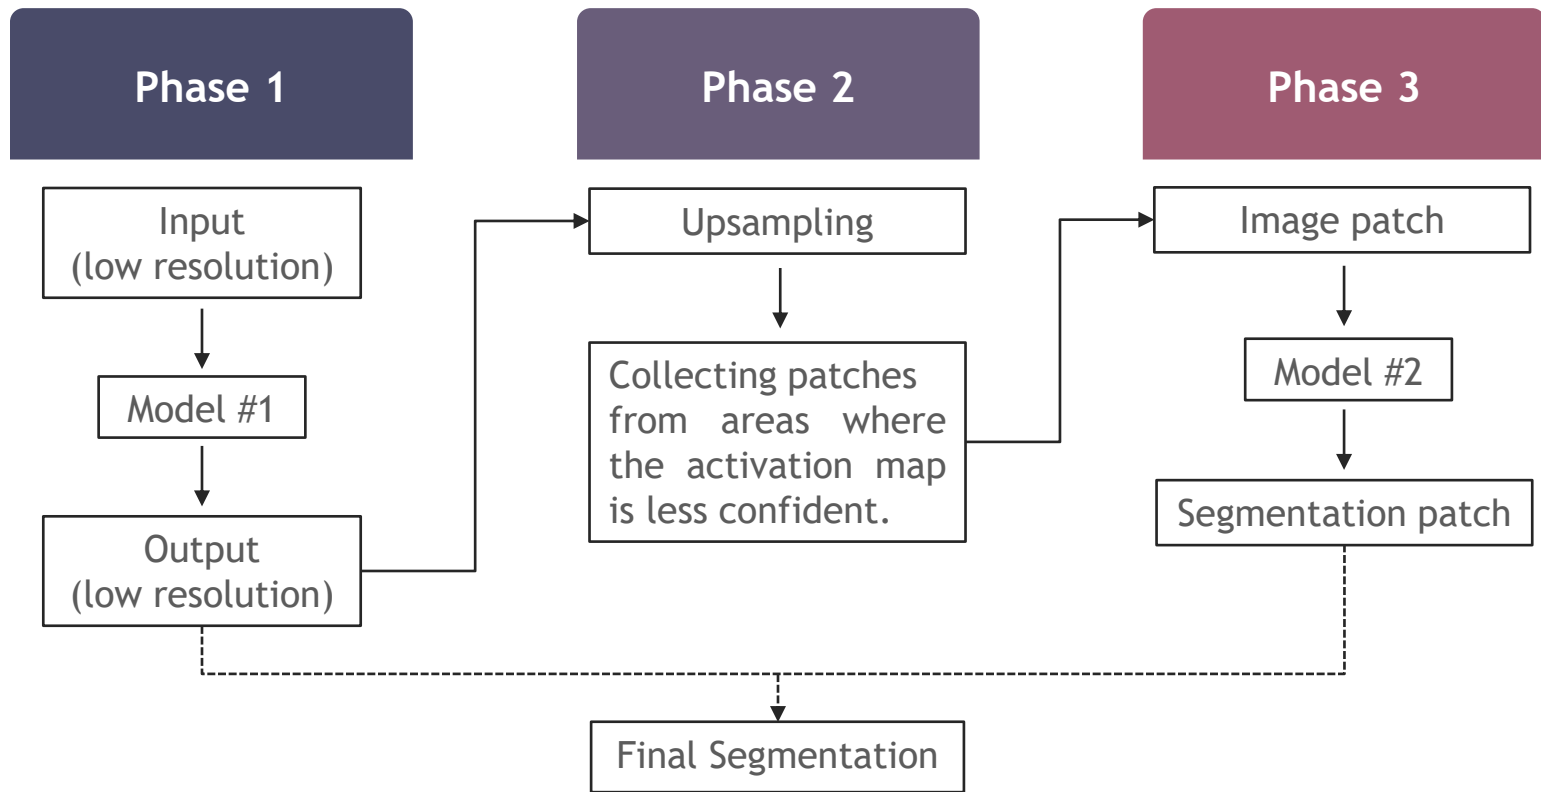 Phase 1
Input
(low resolution)
Model #1
Output
(low resolution)
Phase 2
Upsampling
Collecting patches
from areas where
the activation map
is less confident.
Phase 3
Image patch
Model #2
Segmentation patch
Final Segmentation